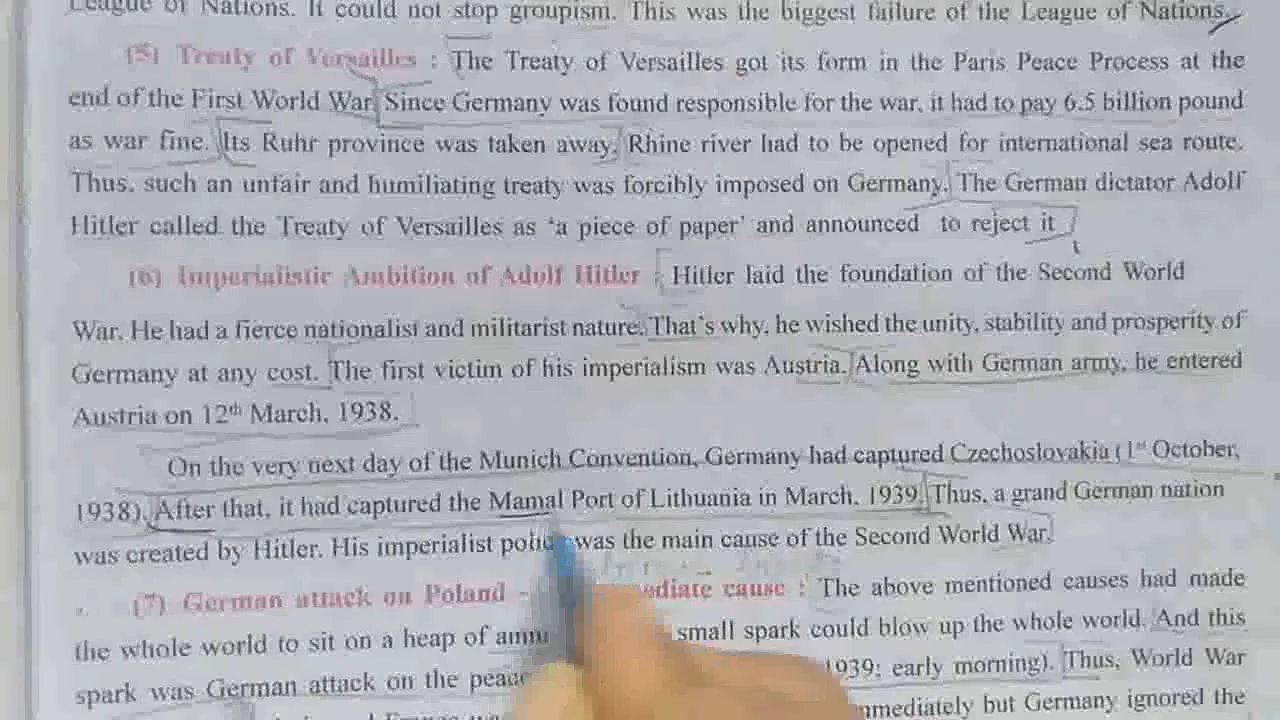 League of Nations. It could not stop groupism. This was the biggest failure of the League of Nations.
(5) Treaty of Versailles : The Treaty of Versailles got its form in the Paris Peace Process at the
end of the First World War. Since Germany was found responsible for the war, it had to pay 6.5 billion pound
as war fine. Its Ruhr province was taken away. Rhine river had to be opened for international sea route.
Thus, such an unfair and humiliating treaty was forcibly imposed on Germany. The German dictator Adolf
Hitler called the Treaty of Versailles as ‘a piece of paper’ and announced to reject it
(6) Imperialistic Ambition of Adolf Hitler : Hitler laid the foundation of the Second World
War. He had a fierce nationalist and militarist nature. That's why, he wished the unity, stability and prosperity of
Germany at any cost. The first victim of his imperialism was Austria. Along with German army, he entered
Austria on 12th March, 1938.
On the very next day of the Munich Convention, Germany had captured Czechoslovakia (1st October,
1938). After that, it had captured the Mamal Port of Lithuania in March, 1939. Thus, a grand German nation
was created by Hitler. His imperialist was the main cause of the Second World War.
(7) German attack on Poland - cause : The above mentioned causes had made
the whole world to sit on a heap of small spark could blow up the whole world. And this
spark was German attack on the 1939; early morning). Thus, World War
but Germany ignored the